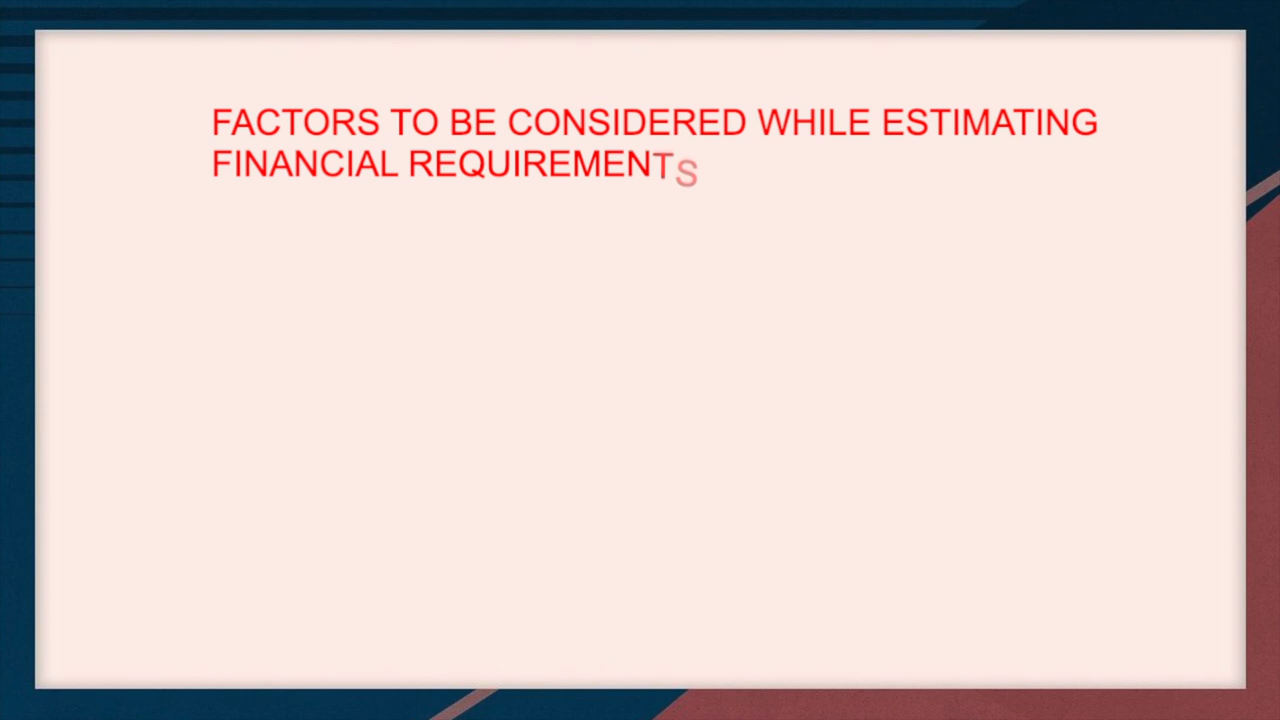 FACTORS TO BE CONSIDERED WHILE ESTIMATING
FINANCIAL REQUIREMENTS